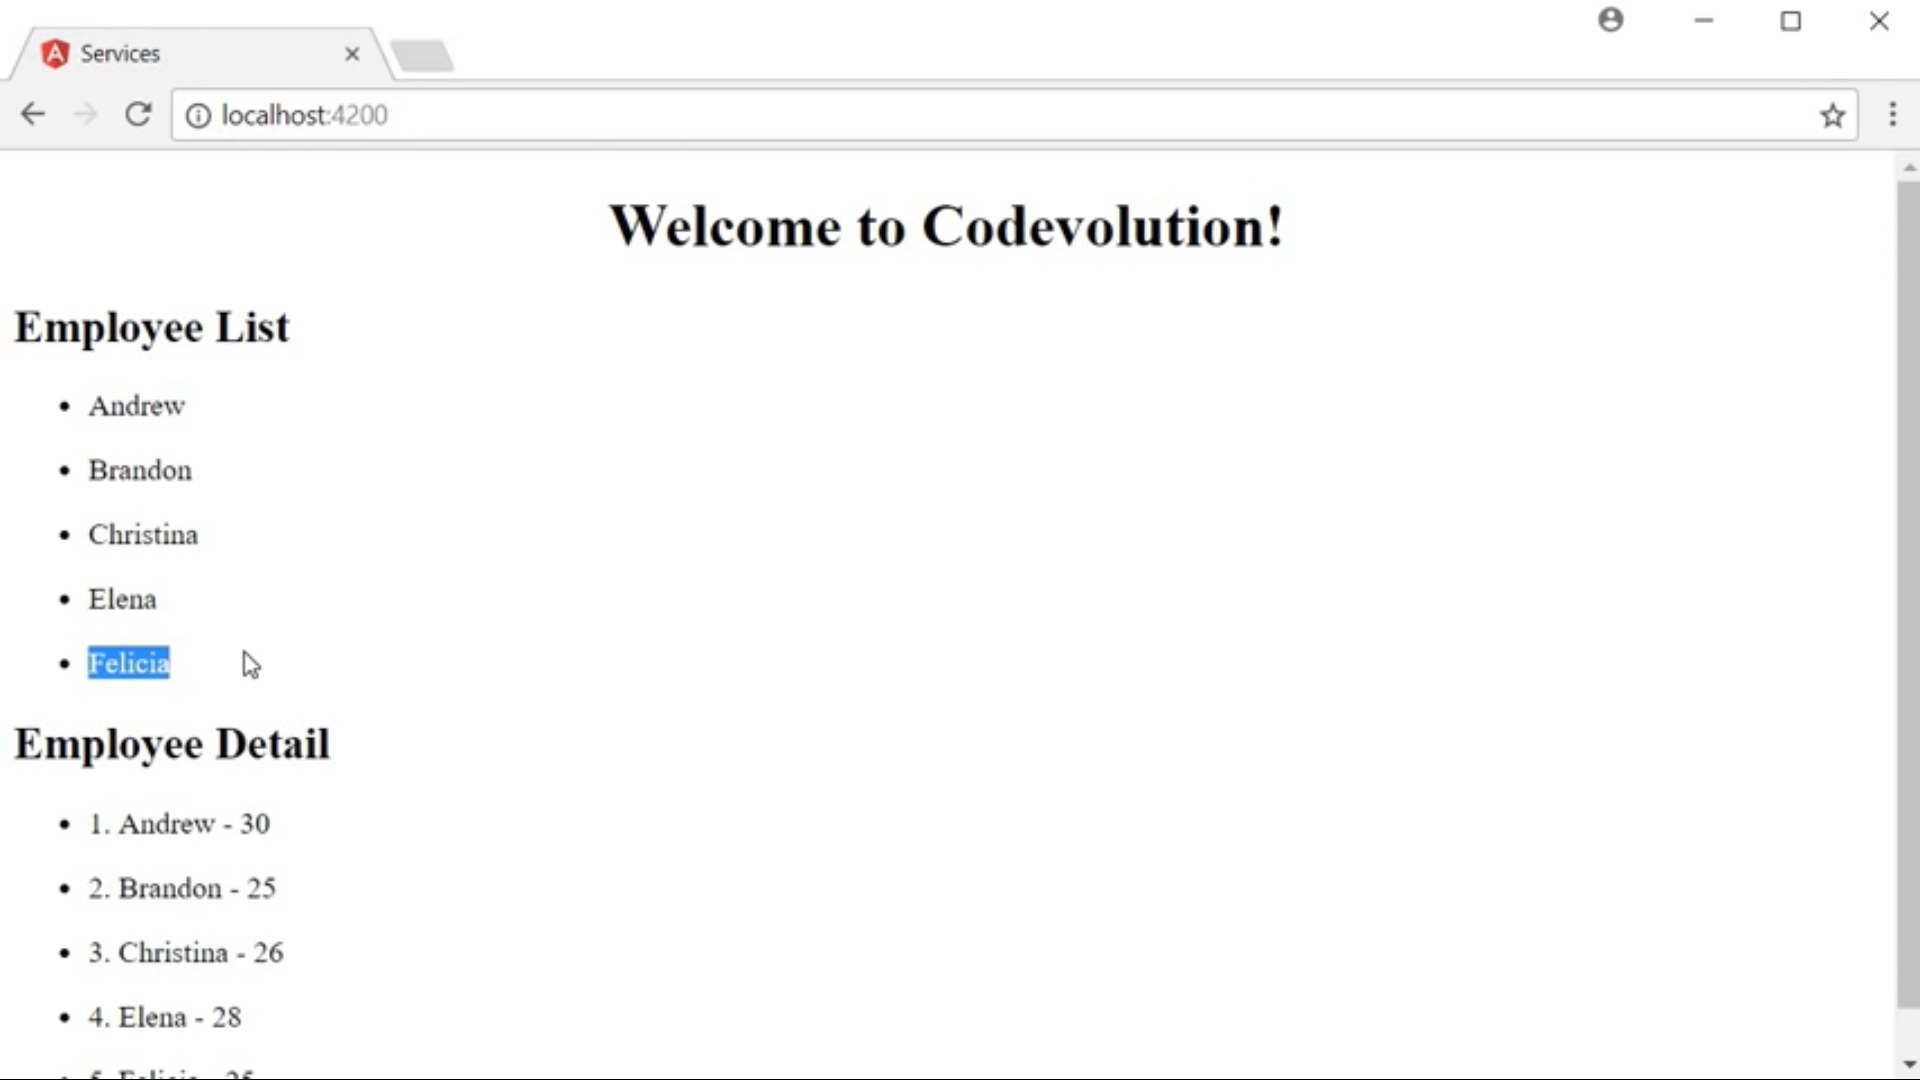 Services
localhost:4200
Welcome to Codevolution!
Employee List
• Andrew
• Brandon
• Christina
• Elena
• Felicia
Employee Detail
• 1. Andrew - 30
• 2. Brandon - 25
• 3. Christina - 26
• 4. Elena - 28